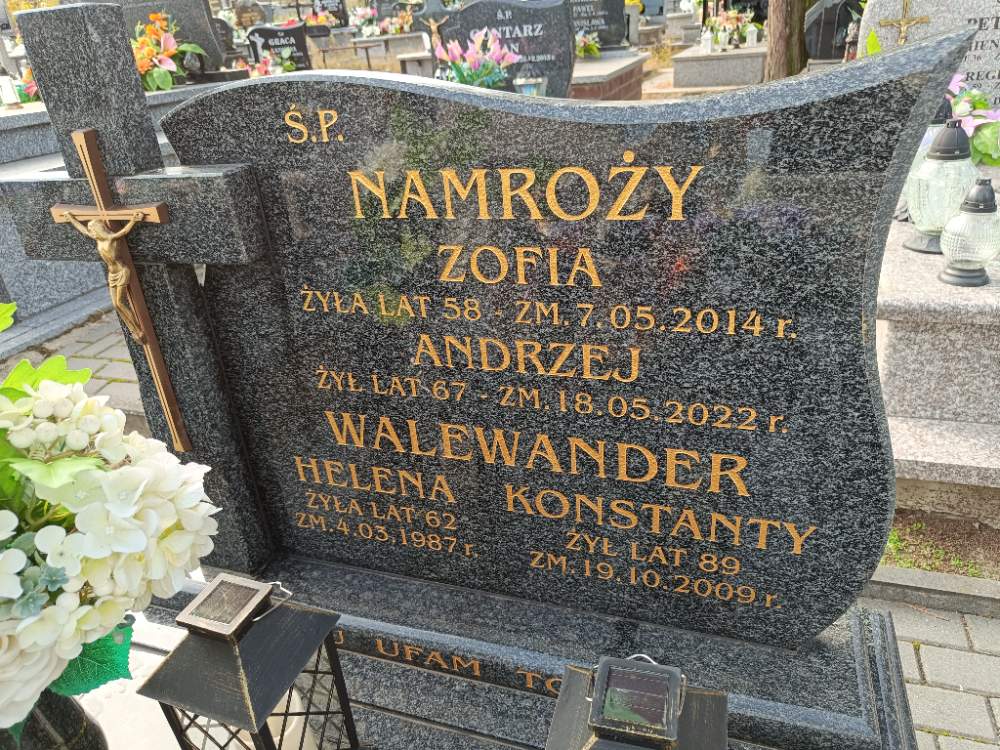 Ś.P.
NAMROŻY
ZOFIA
ŻYŁA LAT 58 - ZM. 7.05.2014 r.
ANDRZEJ
ŻYŁ LAT 67 - ZM. 18.05.2022 r.
WALEWANDER
HELENA
ŻYŁA LAT 62
ZM. 4.03.1987 r.
KONSTANTY
ŻYŁ LAT 89
ZM. 19.10.2009 r.
UFAM
GRACA
Ś.P.